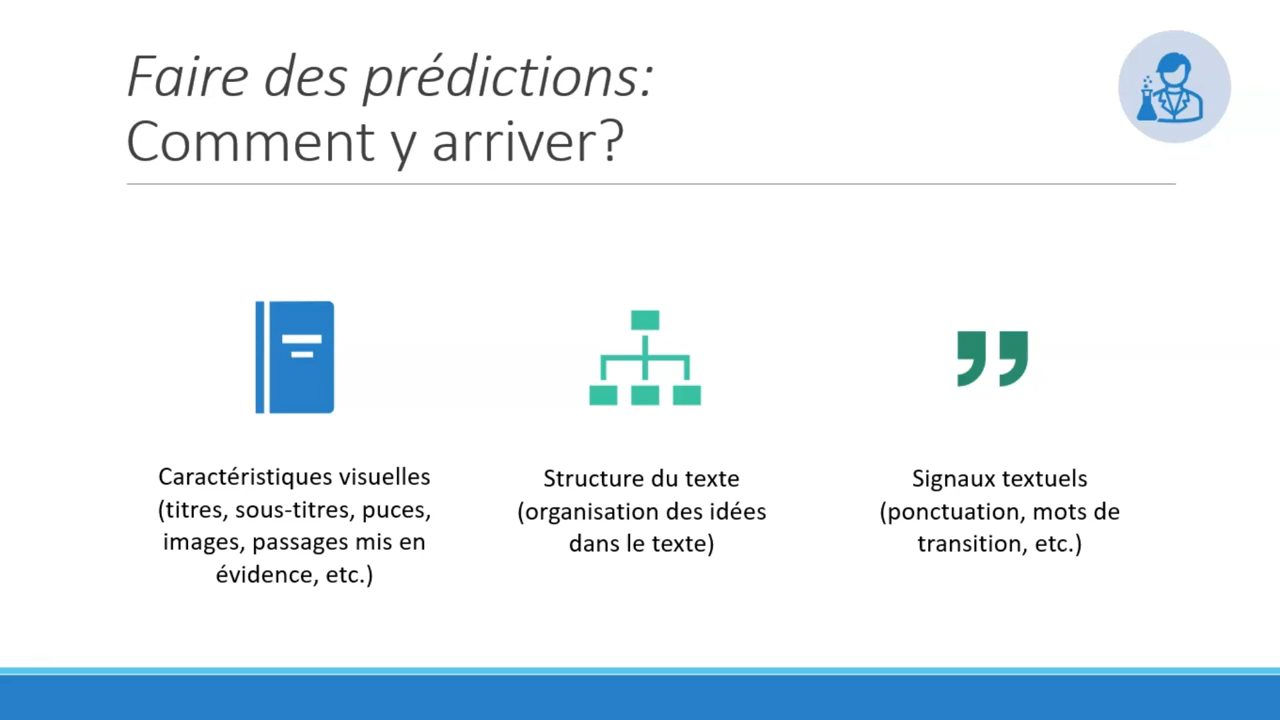 Faire des prédictions:
Comment y arriver?
Caractéristiques visuelles
(titres, sous-titres, puces,
images, passages mis en
évidence, etc.)
Structure du texte
(organisation des idées
dans le texte)
Signaux textuels
(ponctuation, mots de
transition, etc.)